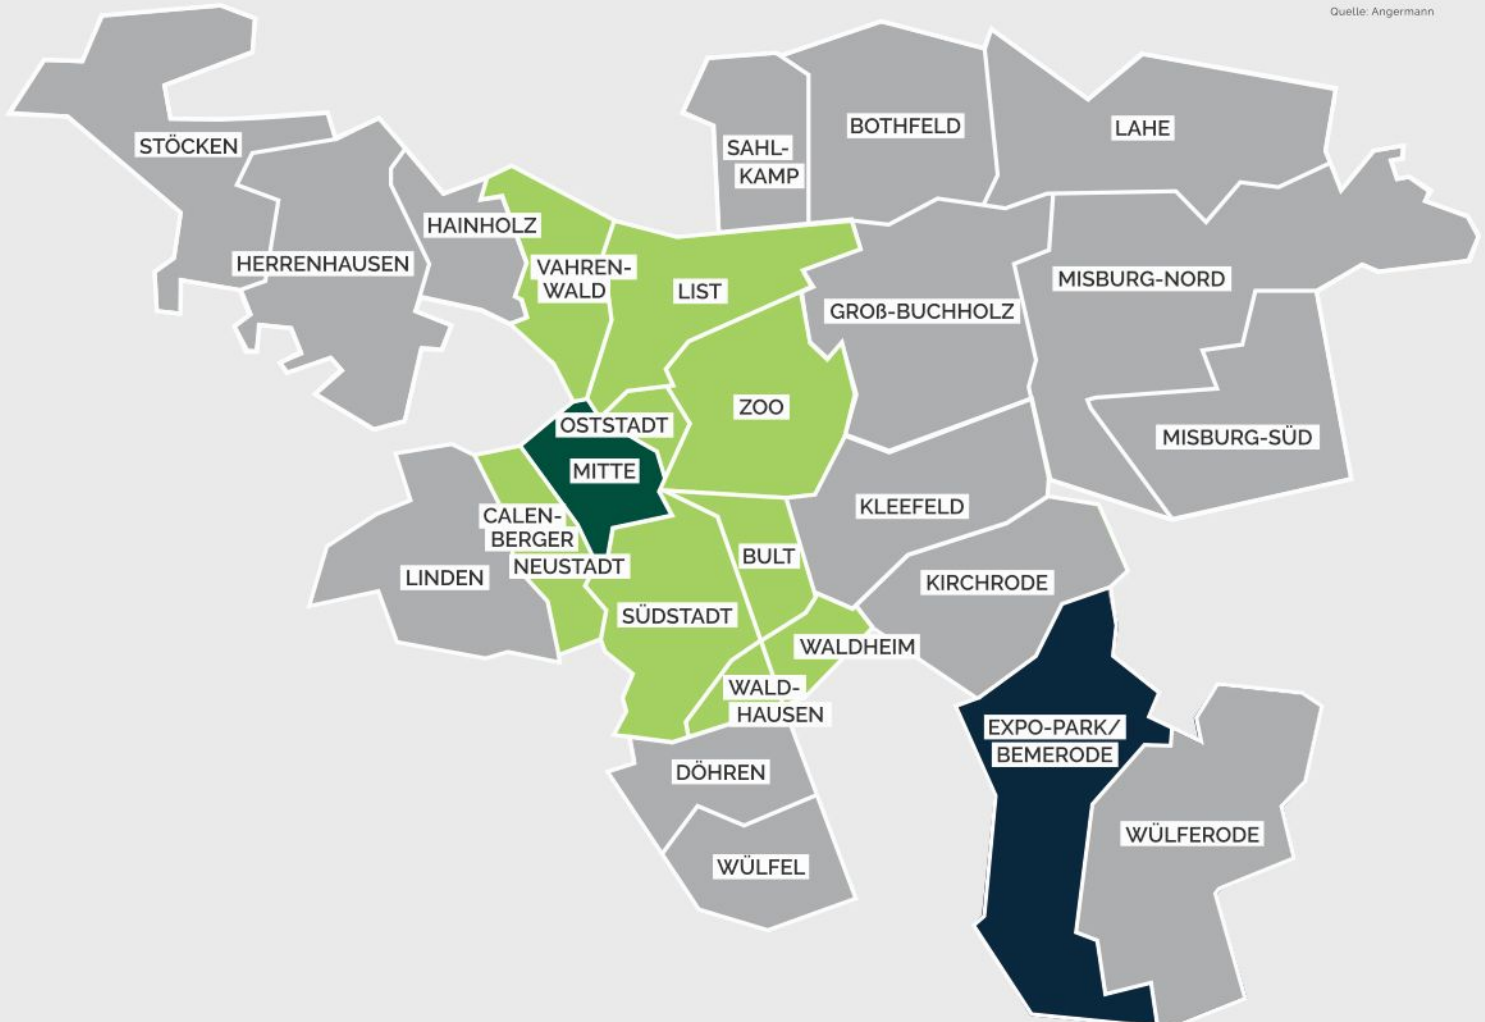 Quelle: Angermann
BOTHFELD
LAHE
STÖCKEN
SAHL-
KAMP
HAINHOLZ
HERRENHAUSEN
VAHREN-
WALD
LIST
MISBURG-NORD
GROß-BUCHHOLZ
ZOO
OSTSTADT
MISBURG-SÜD
MITTE
KLEEFELD
CALEN-
BERGER
NEUSTADT
BULT
LINDEN
KIRCHRODE
SÜDSTADT
WALDHEIM
WALD-
HAUSEN
EXPO-PARK/
BEMERODE
DÖHREN
WÜLFERODE
WÜLFEL